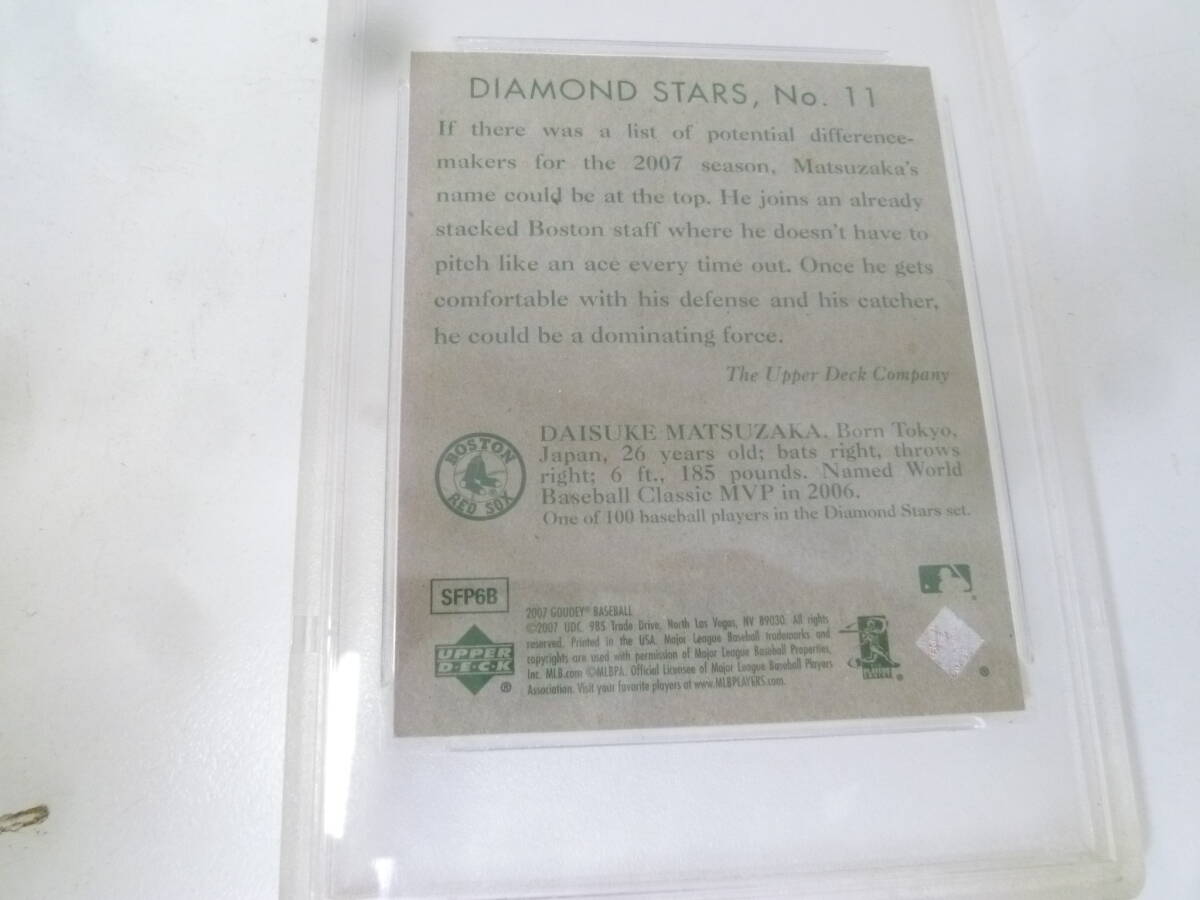 DIAMOND STARS, No. 11
If there was a list of potential difference-
makers for the 2007 season, Matsuzaka's
name could be at the top. He joins an already
stacked Boston staff where he doesn't have to
pitch like an ace every time out. Once he gets
comfortable with his defense and his catcher,
he could be a dominating force.
The Upper Deck Company
BOSTON
RED SOX
DAISUKE MATSUZAKA. Born Tokyo,
Japan, 26 years old; bats right, throws
right; 6 ft., 185 pounds. Named World
Baseball Classic MVP in 2006.
One of 100 baseball players in the Diamond Stars set.
SFP6B
UPPER
D·E·C·K
®
2007 GOUDEY® BASEBALL
©2007 UDC. 985 Trade Drive, North Las Vegas, NV 89030. All rights
reserved. Printed in the USA. Major League Baseball trademarks and
copyrights are used with permission of Major League Baseball Properties,
Inc. MLB.com ©MLBPA. Official Licensee of Major League Baseball Players
Association. Visit your favorite players at www.MLBPLAYERS.com.